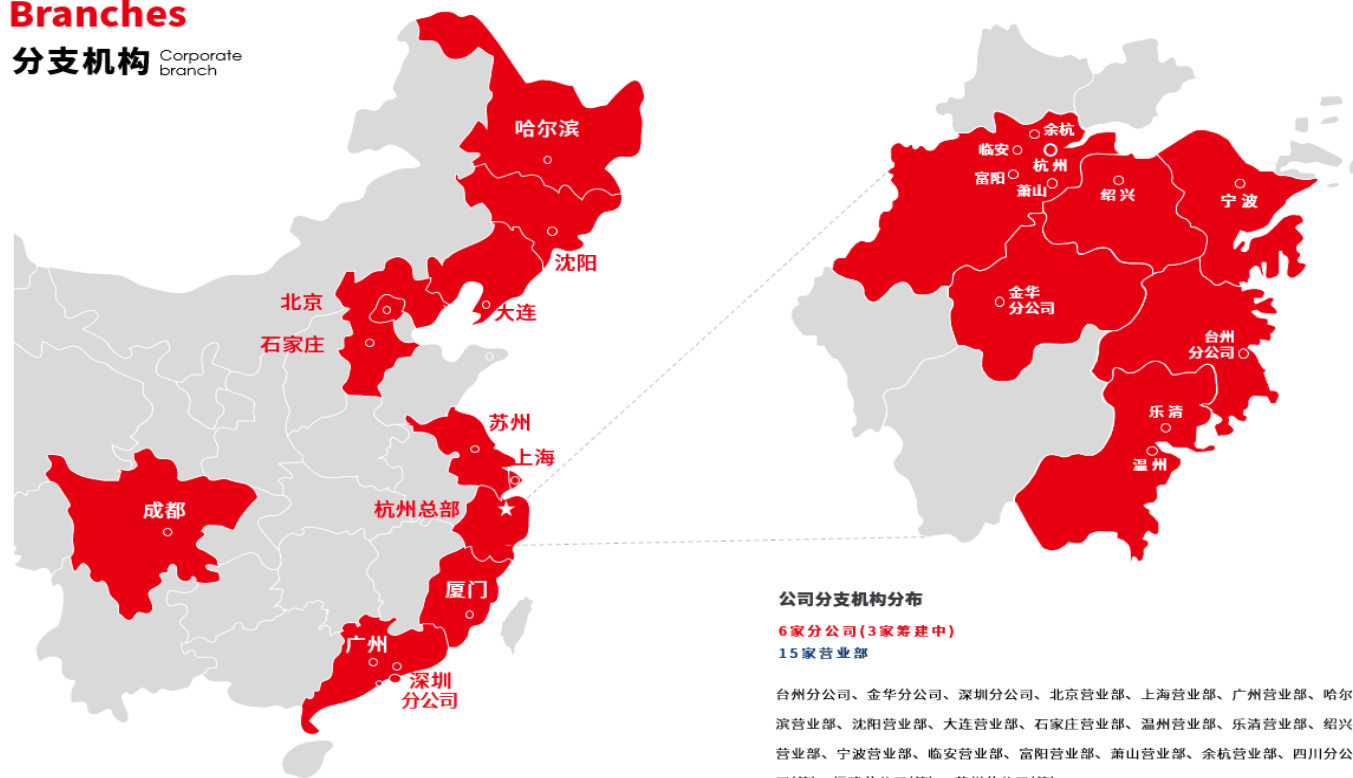 Branches
分支机构 Corporate
branch
哈尔滨
沈阳
北京
大连
石家庄
苏州
上海
杭州总部
成都
厦门
广州
深圳
分公司
余杭
临安
杭州
富阳
萧山
绍兴
宁波
金华
分公司
台州
分公司
乐清
温州
公司分支机构分布
6家分公司(3家筹建中)
15家营业部
台州分公司、金华分公司、深圳分公司、北京营业部、上海营业部、广州营业部、哈尔
滨营业部、沈阳营业部、大连营业部、石家庄营业部、温州营业部、乐清营业部、绍兴
营业部、宁波营业部、临安营业部、富阳营业部、萧山营业部、余杭营业部、四川分公